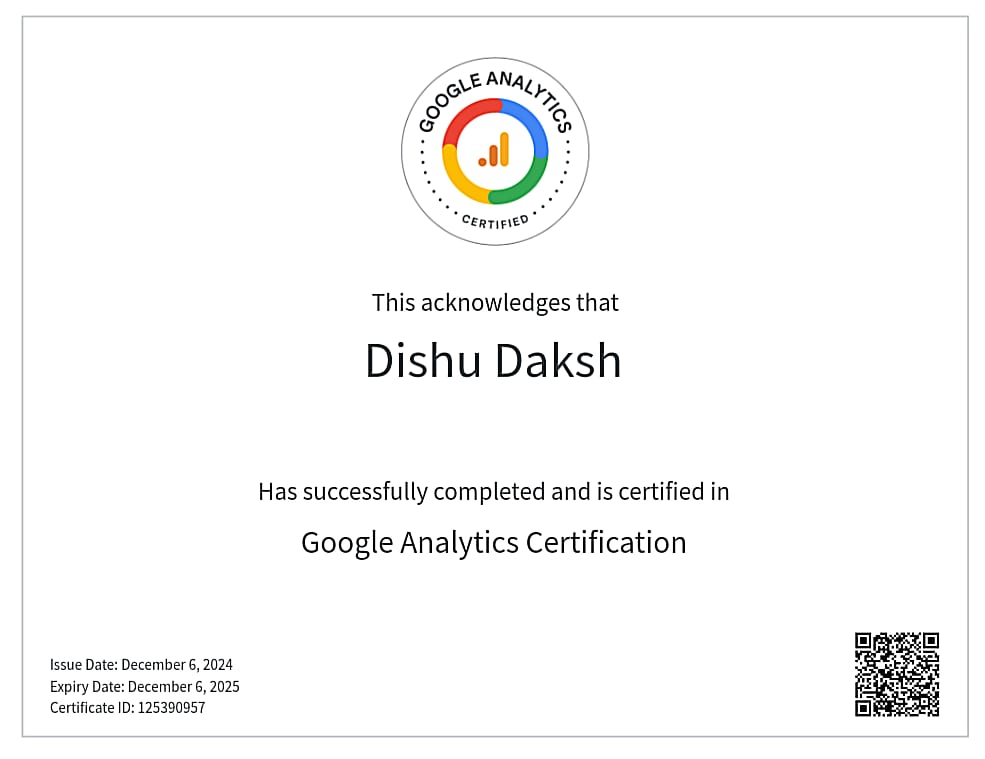 GOOGLE ANALYTICS
CERTIFIED
This acknowledges that
Dishu Daksh
Has successfully completed and is certified in
Google Analytics Certification
Issue Date: December 6, 2024
Expiry Date: December 6, 2025
Certificate ID: 125390957